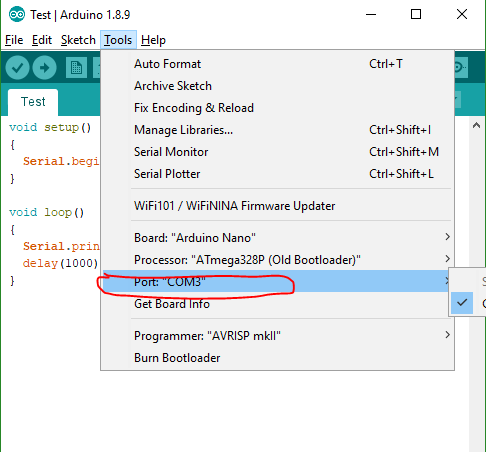 Test | Arduino 1.8.9
File Edit Sketch Tools Help
Auto Format Ctrl+T
Archive Sketch
Fix Encoding & Reload
Manage Libraries... Ctrl+Shift+I
Serial Monitor Ctrl+Shift+M
Serial Plotter Ctrl+Shift+L
WiFi101 / WiFiNINA Firmware Updater
Board: "Arduino Nano"
Processor: "ATmega328P (Old Bootloader)"
Port: "COM3"
Get Board Info
Programmer: "AVRISP mkII"
Burn Bootloader
Test
void setup()
{
Serial.begi
}
void loop()
{
Serial.prin
delay(1000)
}